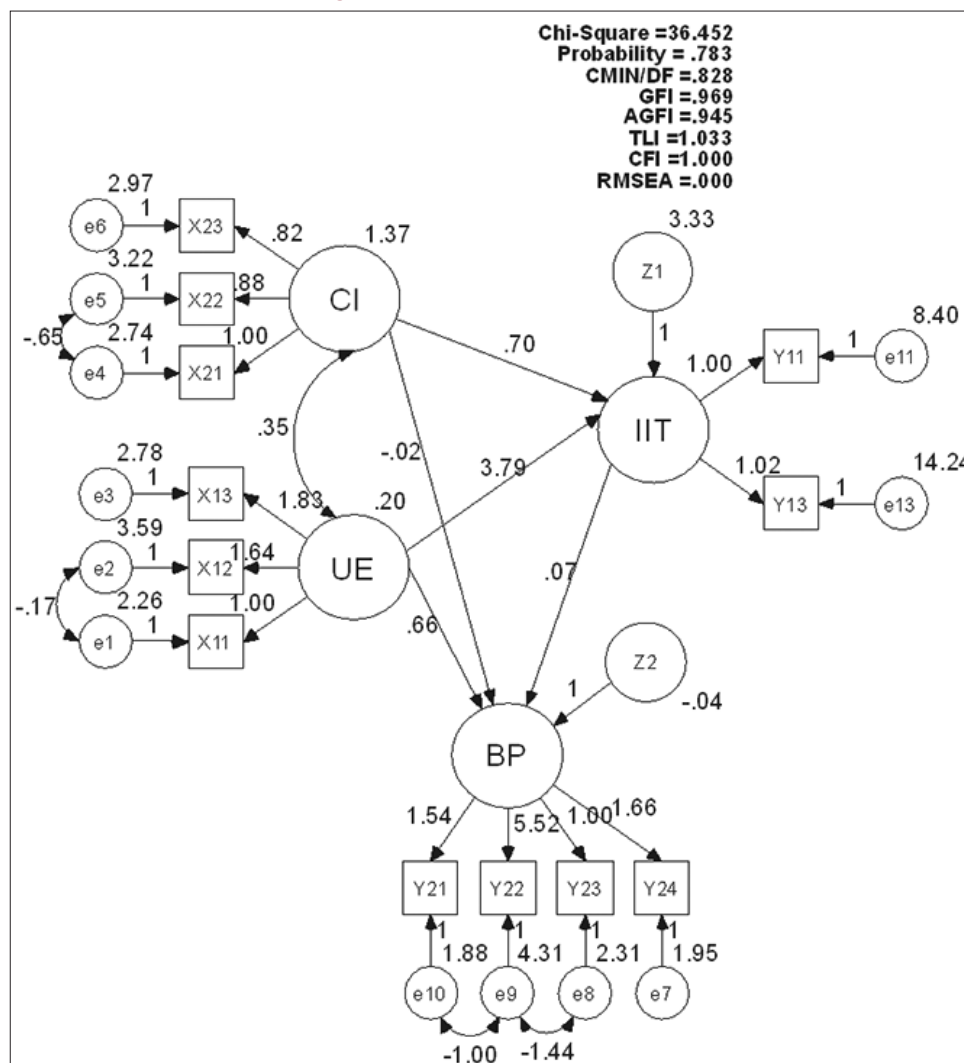 Chi-Square =36.452
Probability = .783
CMIN/DF =.828
GFI =.969
AGFI =.945
TLI =1.033
CFI =1.000
RMSEA =.000
2.97
e6
1
X23
.82
1.37
3.22
e5
1
X22
.88
CI
-.65
2.74
e4
1
X21
1.00
3.33
Z1
1
.70
8.40
Y11
1
e11
1.00
IIT
.35
-.02
3.79
1.02
14.24
Y13
1
e13
2.78
e3
1
X13
1.83
.20
3.59
e2
1
X12
1.64
UE
-.17
2.26
e1
1
X11
1.00
.07
.66
Z2
1
-.04
BP
1.54
5.52
1.00
1.66
Y21
Y22
Y23
Y24
1
1
1
1
1.88
4.31
2.31
1.95
e10
e9
e8
e7
-1.00
-1.44